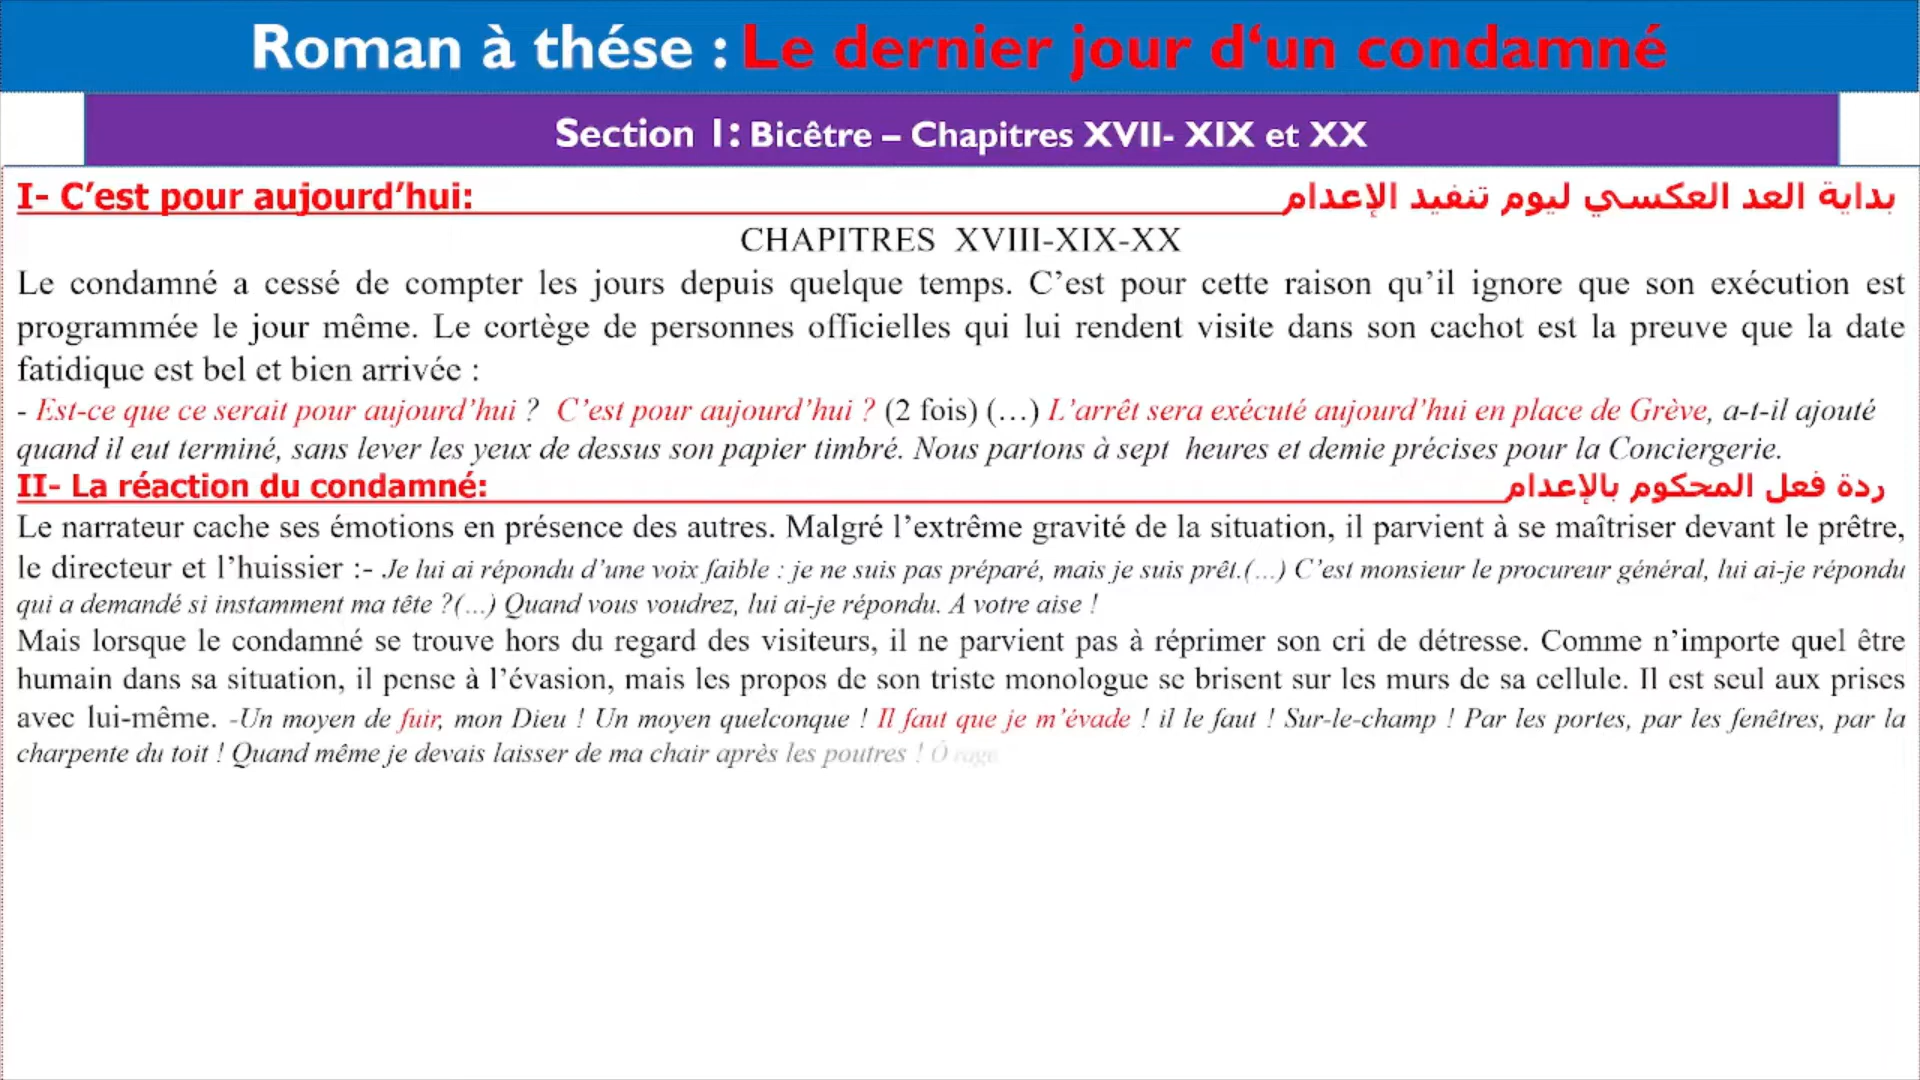 Roman à thése : Le dernier jour d‘un condamné
Section 1: Bicêtre – Chapitres XVII- XIX et XX
I- C’est pour aujourd’hui: بداية العد العكسي ليوم تنفيد الإعدام
CHAPITRES XVIII-XIX-XX
Le condamné a cessé de compter les jours depuis quelque temps. C’est pour cette raison qu’il ignore que son exécution est
programmée le jour même. Le cortège de personnes officielles qui lui rendent visite dans son cachot est la preuve que la date
fatidique est bel et bien arrivée :
- Est-ce que ce serait pour aujourd’hui ? C’est pour aujourd’hui ? (2 fois) (…) L’arrêt sera exécuté aujourd’hui en place de Grève, a-t-il ajouté
quand il eut terminé, sans lever les yeux de dessus son papier timbré. Nous partons à sept heures et demie précises pour la Conciergerie.
II- La réaction du condamné: ردة فعل المحكوم بالإعدام
Le narrateur cache ses émotions en présence des autres. Malgré l’extrême gravité de la situation, il parvient à se maîtriser devant le prêtre,
le directeur et l’huissier :- Je lui ai répondu d’une voix faible : je ne suis pas préparé, mais je suis prêt.(…) C’est monsieur le procureur général, lui ai-je répondu
qui a demandé si instamment ma tête ?(…) Quand vous voudrez, lui ai-je répondu. A votre aise !
Mais lorsque le condamné se trouve hors du regard des visiteurs, il ne parvient pas à réprimer son cri de détresse. Comme n’importe quel être
humain dans sa situation, il pense à l’évasion, mais les propos de son triste monologue se brisent sur les murs de sa cellule. Il est seul aux prises
avec lui-même. -Un moyen de fuir, mon Dieu ! Un moyen quelconque ! Il faut que je m’évade ! il le faut ! Sur-le-champ ! Par les portes, par les fenêtres, par la
charpente du toit ! Quand même je devais laisser de ma chair après les poutres ! Ô